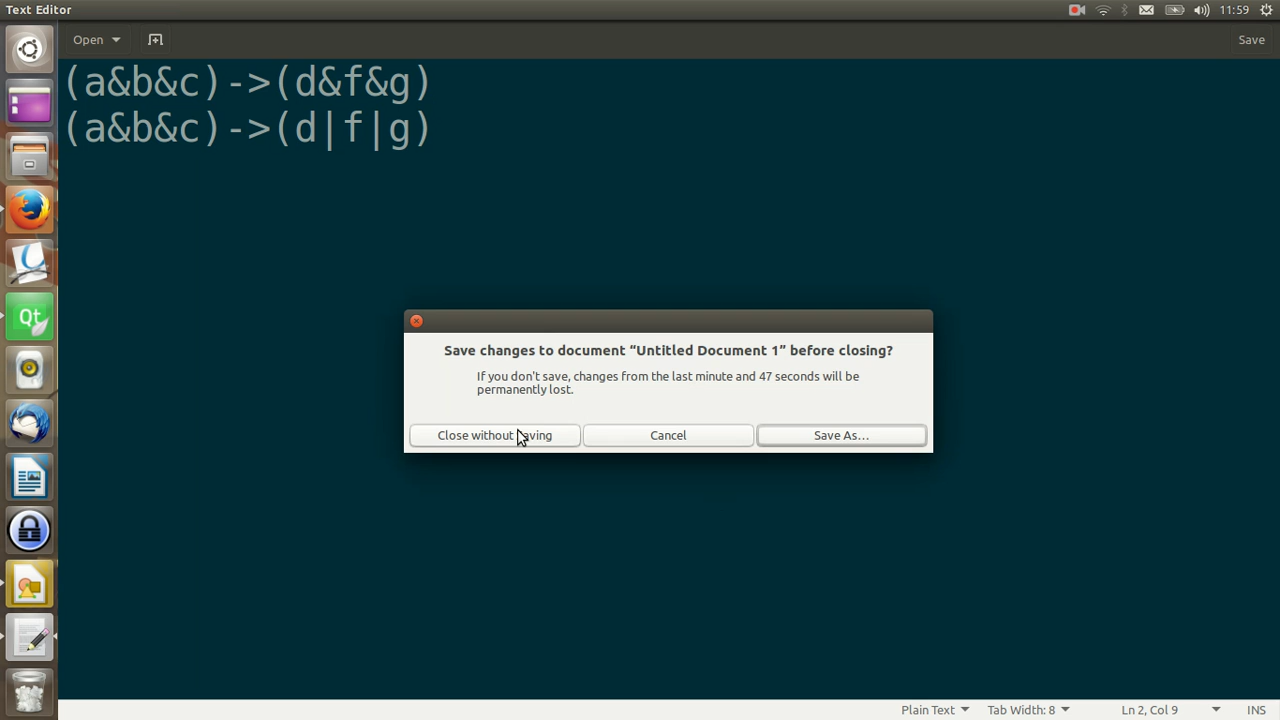 Text Editor
11:59
Open
Save
(a&b&c)->(d&f&g)
(a&b&c)->(d|f|g)
Qt
Save changes to document “Untitled Document 1” before closing?
If you don't save, changes from the last minute and 47 seconds will be
permanently lost.
Close without saving
Cancel
Save As…
Plain Text
Tab Width: 8
Ln 2, Col 9
INS